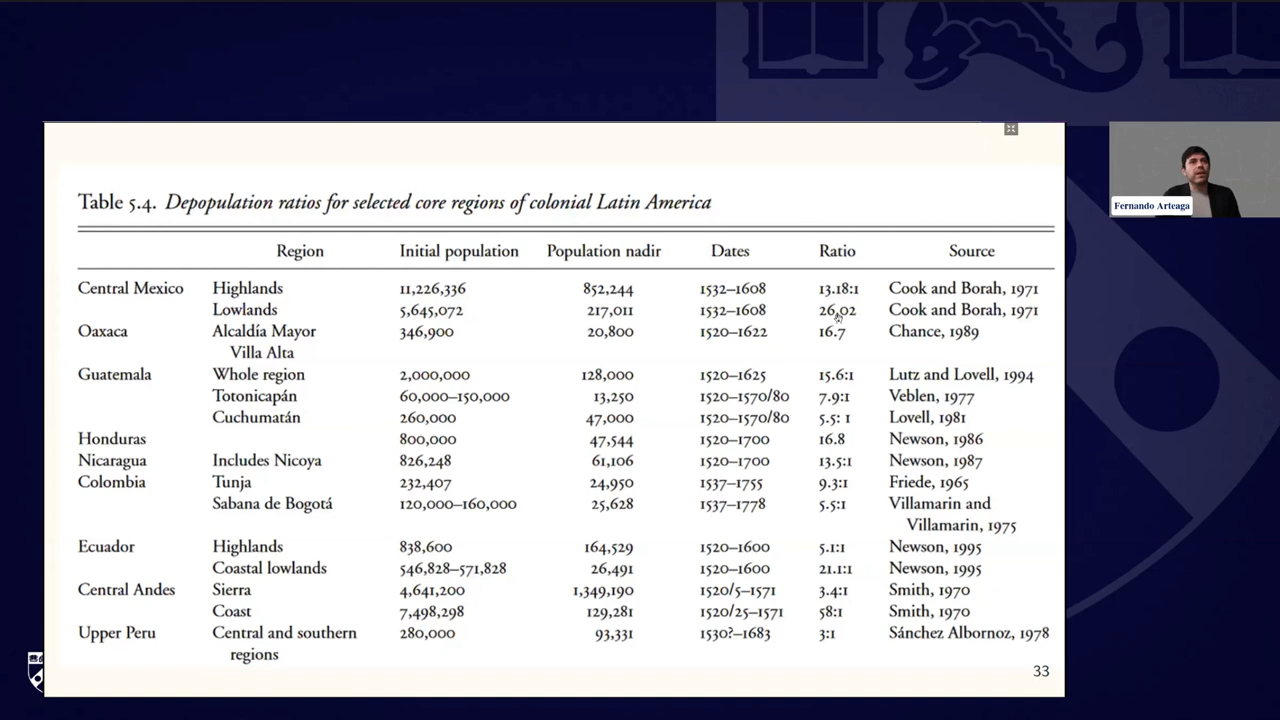 Fernando Arteaga
Table 5.4. Depopulation ratios for selected core regions of colonial Latin America
Region Initial population Population nadir Dates Ratio Source
Central Mexico Highlands 11,226,336 852,244 1532–1608 13.18:1 Cook and Borah, 1971
Lowlands 5,645,072 217,011 1532–1608 26.02 Cook and Borah, 1971
Oaxaca Alcaldía Mayor 346,900 20,800 1520–1622 16.7 Chance, 1989
Villa Alta
Guatemala Whole region 2,000,000 128,000 1520–1625 15.6:1 Lutz and Lovell, 1994
Totonicapán 60,000–150,000 13,250 1520–1570/80 7.9:1 Veblen, 1977
Cuchumatán 260,000 47,000 1520–1570/80 5.5: 1 Lovell, 1981
Honduras 800,000 47,544 1520–1700 16.8 Newson, 1986
Nicaragua Includes Nicoya 826,248 61,106 1520–1700 13.5:1 Newson, 1987
Colombia Tunja 232,407 24,950 1537–1755 9.3:1 Friede, 1965
Sabana de Bogotá 120,000–160,000 25,628 1537–1778 5.5:1 Villamarin and
Villamarin, 1975
Ecuador Highlands 838,600 164,529 1520–1600 5.1:1 Newson, 1995
Coastal lowlands 546,828–571,828 26,491 1520–1600 21.1:1 Newson, 1995
Central Andes Sierra 4,641,200 1,349,190 1520/5–1571 3.4:1 Smith, 1970
Coast 7,498,298 129,281 1520/25–1571 58:1 Smith, 1970
Upper Peru Central and southern 280,000 93,331 1530?–1683 3:1 Sánchez Albornoz, 1978
regions
33